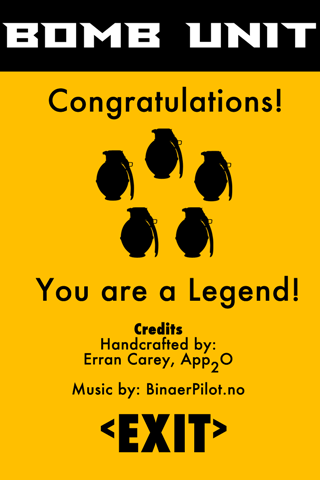 BOMB UNIT
Congratulations!
You are a Legend!
Credits
Handcrafted by:
Erran Carey, App2O
Music by: BinaerPilot.no
<EXIT>